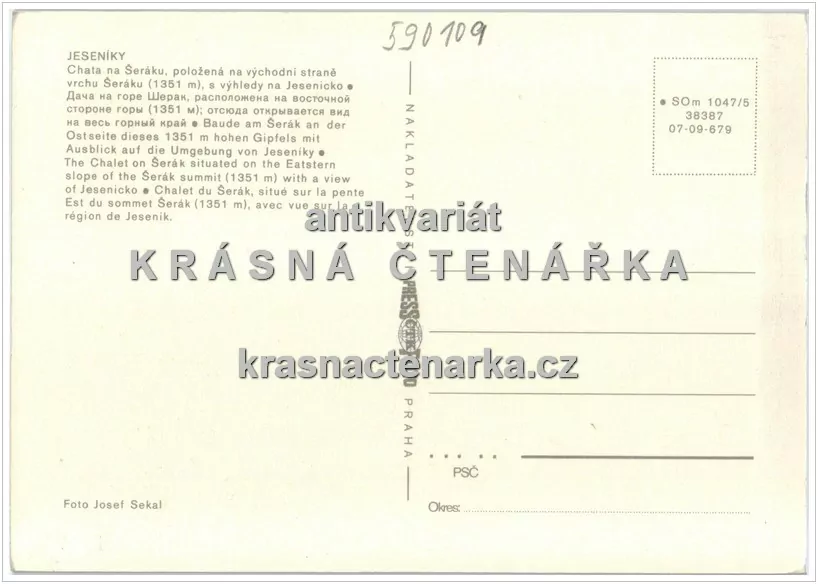 590109
JESENÍKY
Chata na Šeráku, položená na východní straně
vrchu Šeráku (1351 m), s výhledy na Jesenicko ●
Дача на горе Шерак, расположена на восточной
стороне горы (1351 м); отсюда открывается вид
на весь горный край ● Baude am Šerák an der
Ostseite dieses 1351 m hohen Gipfels mit
Ausblick auf die Umgebung von Jeseníky ●
The Chalet on Šerák situated on the Eatstern
slope of the Šerák summit (1351 m) with a view
of Jesenicko ● Chalet du Šerák, situé sur la pente
Est du sommet Šerák (1351 m), avec vue sur la
région de Jeseník.
● SOm 1047/5
38387
07-09-679
antikvariát
KRÁSNÁ ČTENÁŘKA
krasnactenarka.cz
PRESS
PRAHA
PSČ
Foto Josef Sekal
Okres: